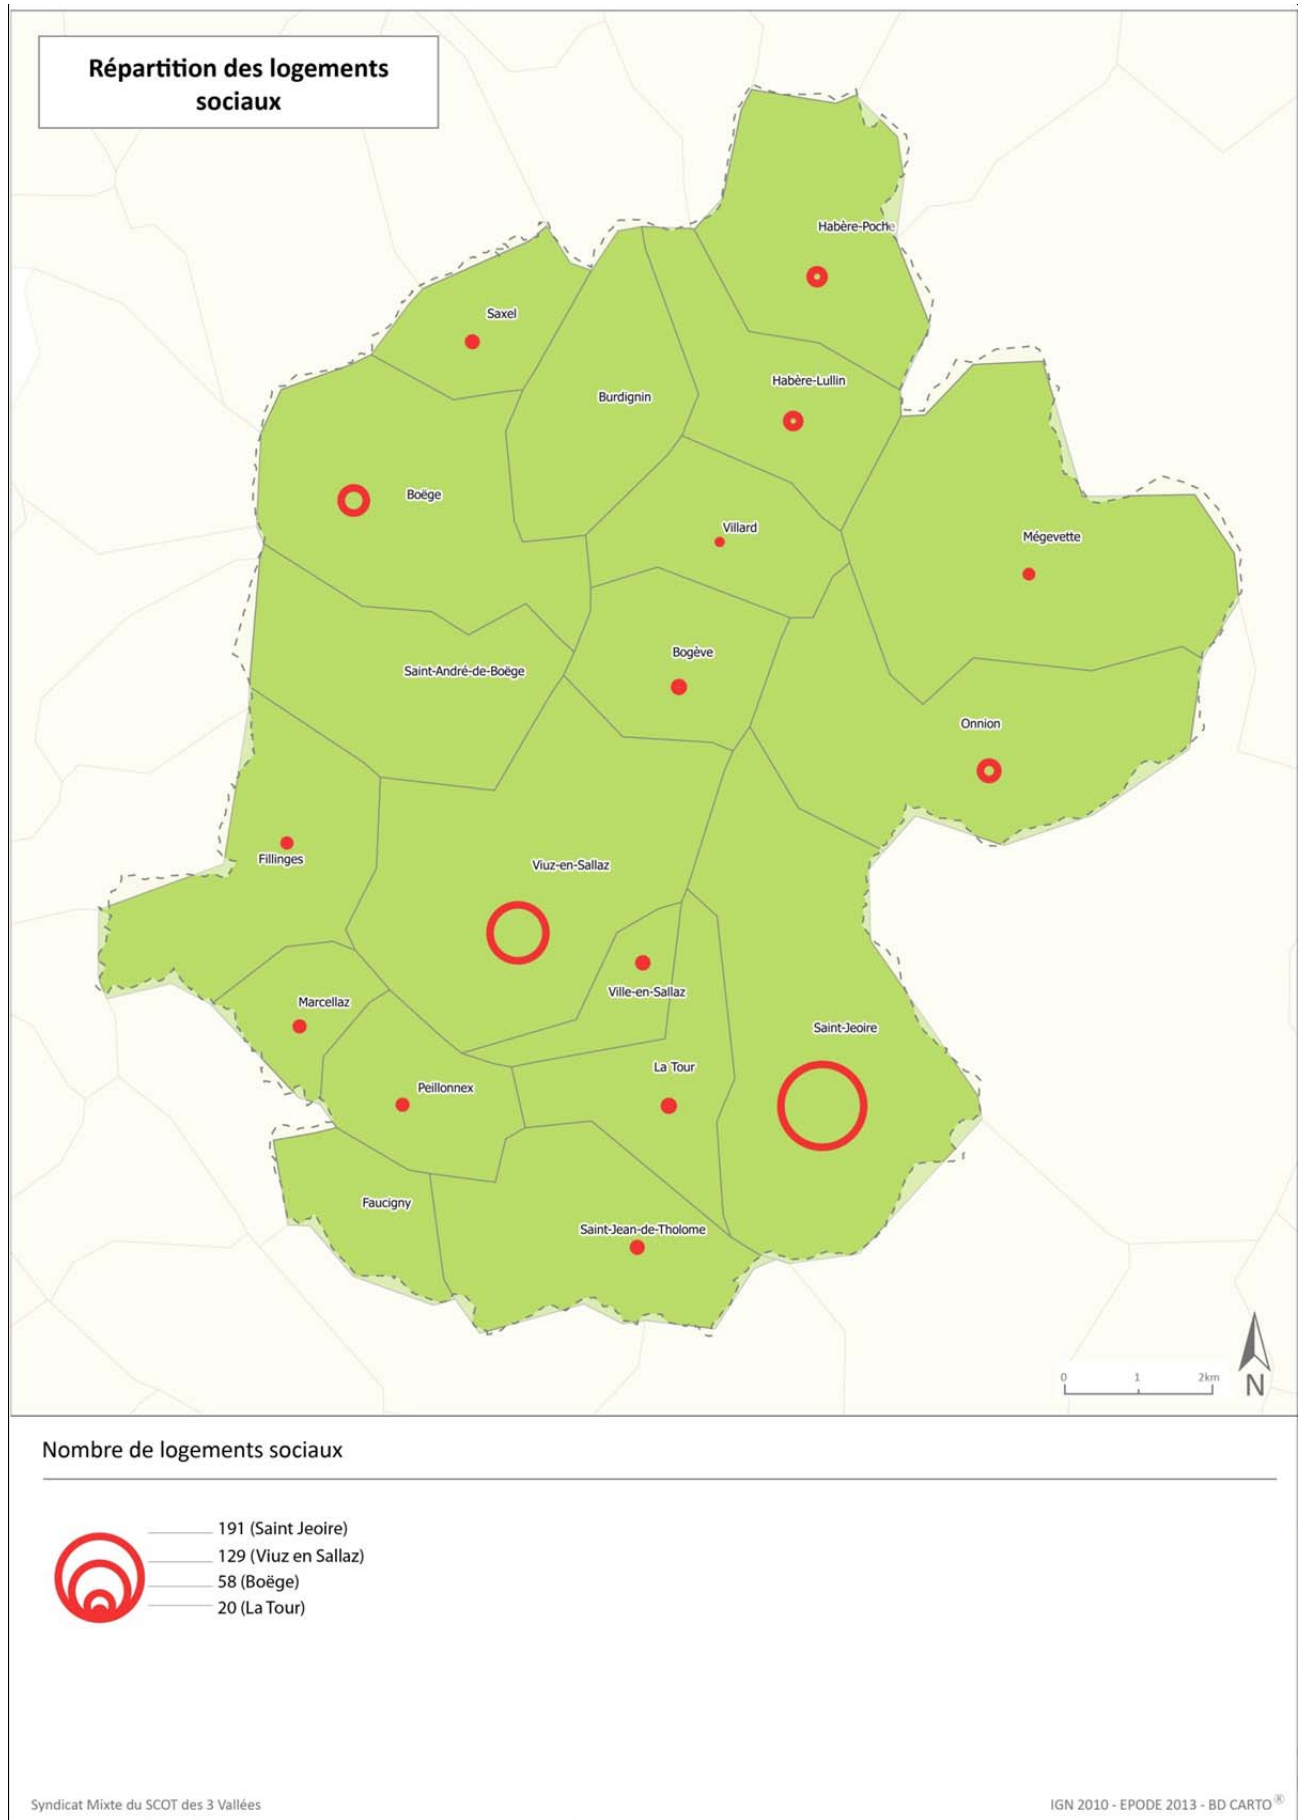 Répartition des logements
sociaux
Habère-Poche
Saxel
Habère-Lullin
Burdignin
Boëge
Villard
Mégevette
Bogève
Saint-André-de-Boëge
Onnion
Fillinges
Viuz-en-Sallaz
Ville-en-Sallaz
Marcellaz
Saint-Jeoire
La Tour
Peillonnex
Faucigny
Saint-Jean-de-Tholome
0 1 2km
N
Nombre de logements sociaux
191 (Saint Jeoire)
129 (Viuz en Sallaz)
58 (Boëge)
20 (La Tour)
Syndicat Mixte du SCOT des 3 Vallées
IGN 2010 - EPODE 2013 - BD CARTO ®